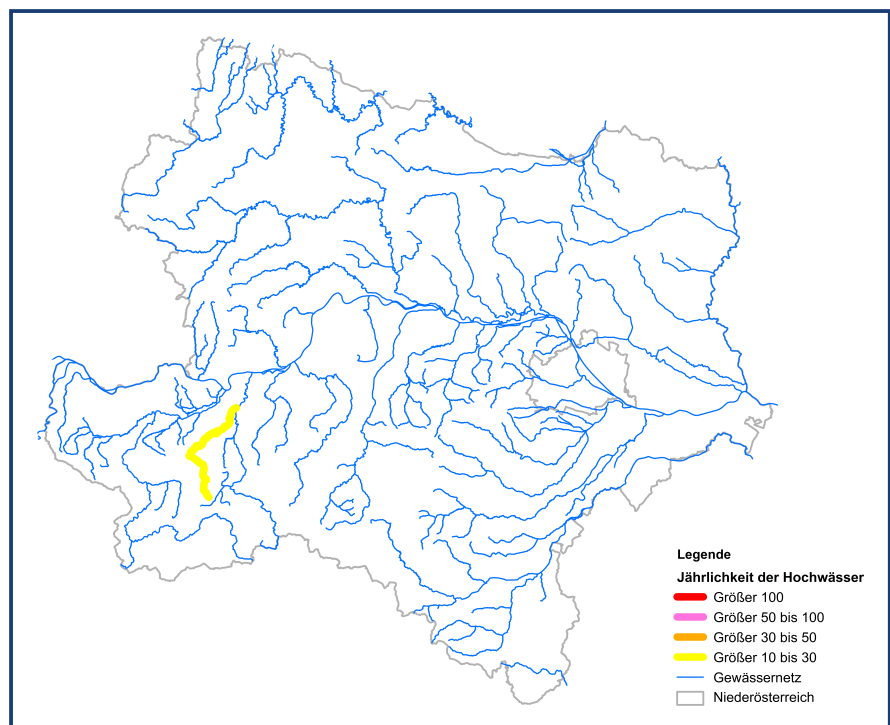 Legende
Jährlichkeit der Hochwässer
Größer 100
Größer 50 bis 100
Größer 30 bis 50
Größer 10 bis 30
Gewässernetz
Niederösterreich